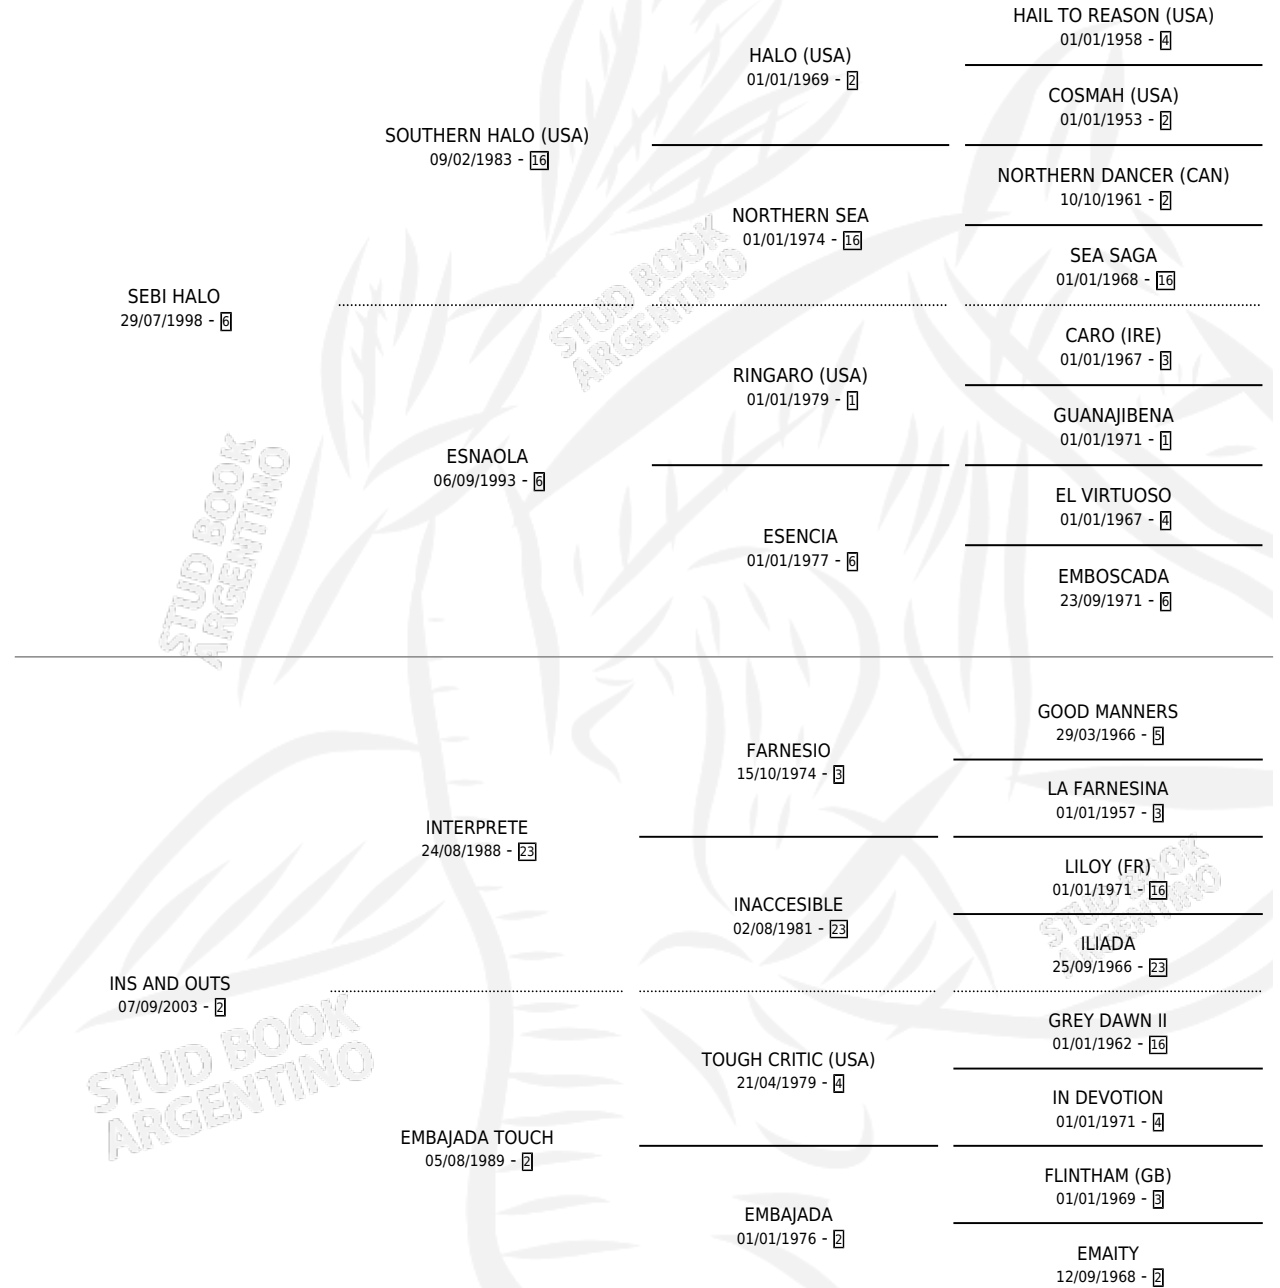 HAIL TO REASON (USA)
01/01/1958 - 4
HALO (USA)
01/01/1969 - 2
COSMAH (USA)
01/01/1953 - 2
SOUTHERN HALO (USA)
09/02/1983 - 16
NORTHERN DANCER (CAN)
10/10/1961 - 2
NORTHERN SEA
01/01/1974 - 16
SEA SAGA
01/01/1968 - 16
SEBI HALO
29/07/1998 - 6
STUD BOOK
ARGENTINO
CARO (IRE)
01/01/1967 - 3
RINGARO (USA)
01/01/1979 - 1
GUANAJIBENA
01/01/1971 - 1
ESNAOLA
06/09/1993 - 6
EL VIRTUOSO
01/01/1967 - 4
ESENCIA
01/01/1977 - 6
EMBOSCADA
23/09/1971 - 6
STUD BOOK
ARGENTINO
GOOD MANNERS
29/03/1966 - 5
FARNESIO
15/10/1974 - 3
LA FARNESINA
01/01/1957 - 3
INTERPRETE
24/08/1988 - 23
LILOY (FR)
01/01/1971 - 16
INACCESIBLE
02/08/1981 - 23
ILIADA
25/09/1966 - 23
STUD BOOK
ARGENTINO
INS AND OUTS
07/09/2003 - 2
GREY DAWN II
01/01/1962 - 16
TOUGH CRITIC (USA)
21/04/1979 - 4
IN DEVOTION
01/01/1971 - 4
STUD BOOK
ARGENTINO
EMBAJADA TOUCH
05/08/1989 - 2
FLINTHAM (GB)
01/01/1969 - 3
EMBAJADA
01/01/1976 - 2
EMAITY
12/09/1968 - 2